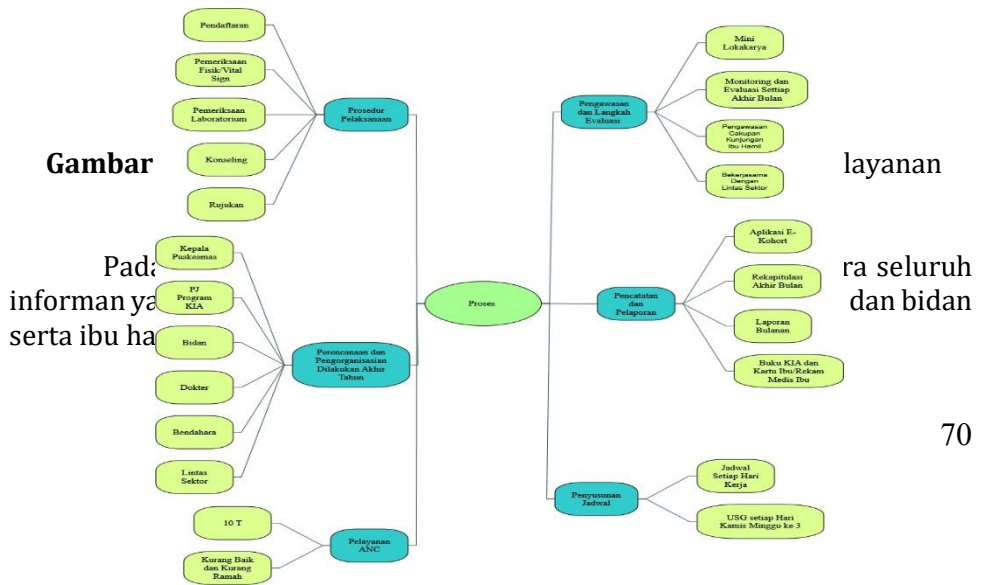 Pendaftaran
Pemeriksaan
Fisik/Vital
Sign
Pemeriksaan
Laboratorium
Konseling
Rujukan
Prosedur
Pelaksanaan
Kepala
Puskesmas
PJ
Program
KIA
Bidan
Dokter
Bendahara
Lintas
Sektor
Perencanaan dan
Pengorganisasian
Dilakukan Akhir
Tahun
10 T
Kurang Baik
dan Kurang
Ramah
Pelayanan
ANC
Proses
Pengawasan
dan Langkah
Evaluasi
Mini
Lokakarya
Monitoring dan
Evaluasi Settiap
Akhir Bulan
Pengawasan
Cakupan
Kunjungan
Ibu Hamil
Bekerjasama
Dengan
Lintas Sektor
Pencatatan
dan
Pelaporan
Aplikasi E-
Kohort
Rekapitulasi
Akhir Bulan
Laporan
Bulanan
Buku KIA dan
Kartu Ibu/Rekam
Medis Ibu
Penyusunan
Jadwal
Jadwal
Setiap Hari
Kerja
USG setiap Hari
Kamis Minggu ke 3
Gambar layanan
Pada ra seluruh
informan ya dan bidan
serta ibu ha
70